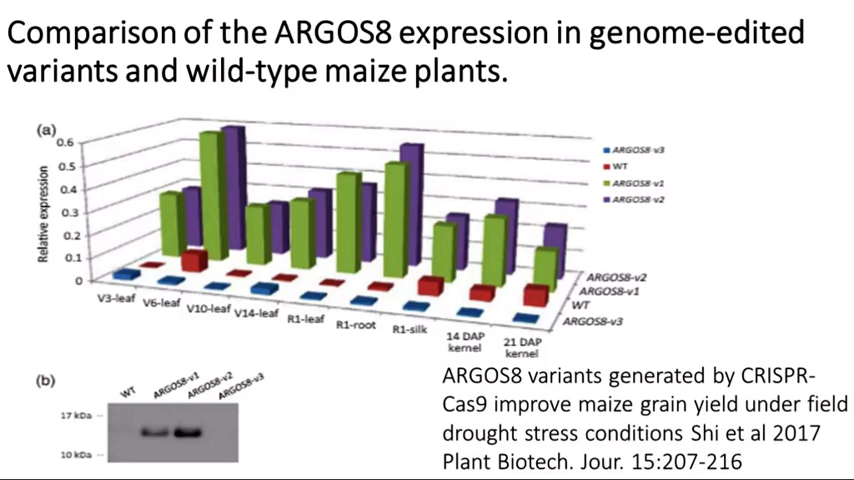 Comparison of the ARGOS8 expression in genome-edited
variants and wild-type maize plants.
(a)
0.6
0.5
0.4
0.3
0.2
0.1
0
Relative expression
ARGOS8-v3
WT
ARGOS8-v1
ARGOS8-v2
ARGOS8-v2
ARGOS8-v1
WT
ARGOS8-v3
V3-leaf
V6-leaf
V10-leaf
V14-leaf
R1-leaf
R1-root
R1-silk
14 DAP
kernel
21 DAP
kernel
(b)
WT
ARGOS8-v1
ARGOS8-v2
ARGOS8-v3
17 kDa
10 kDa
ARGOS8 variants generated by CRISPR-
Cas9 improve maize grain yield under field
drought stress conditions Shi et al 2017
Plant Biotech. Jour. 15:207-216